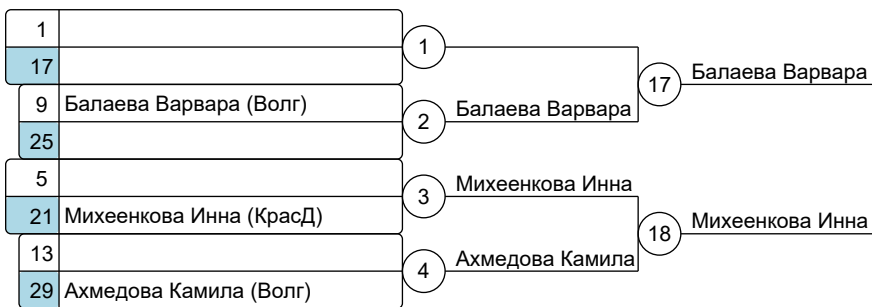 1
17
1
9 Балаева Варвара (Волг)
25
2 Балаева Варвара
17 Балаева Варвара
5
21 Михеенкова Инна (КрасД)
3 Михеенкова Инна
13
29 Ахмедова Камила (Волг)
4 Ахмедова Камила
18 Михеенкова Инна